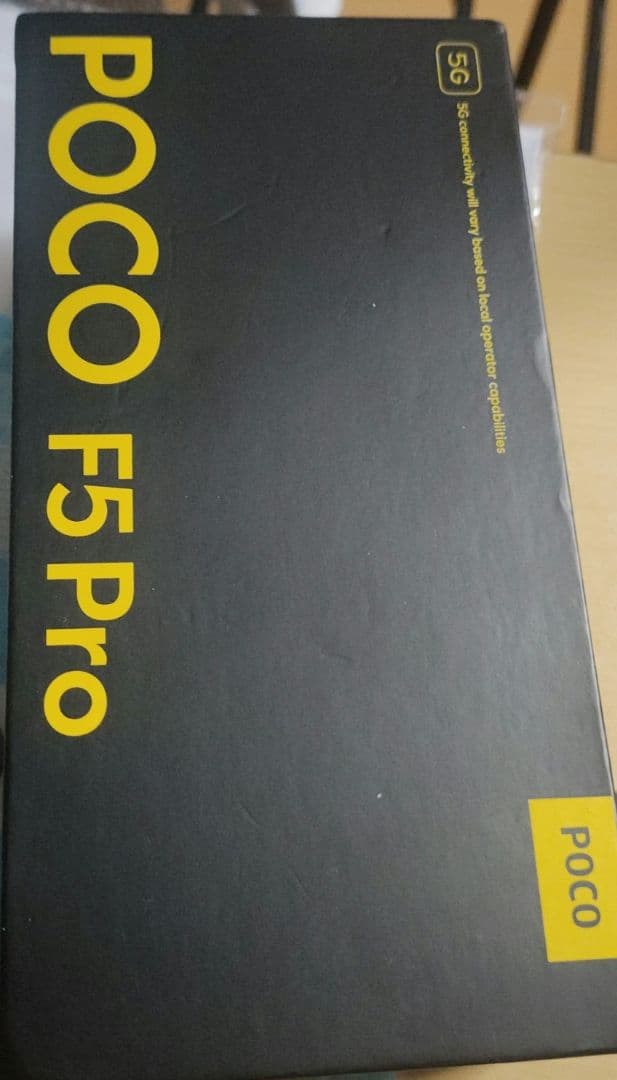 5G
5G connectivity will vary based on local operator capabilities
POCO
POCO F5 Pro